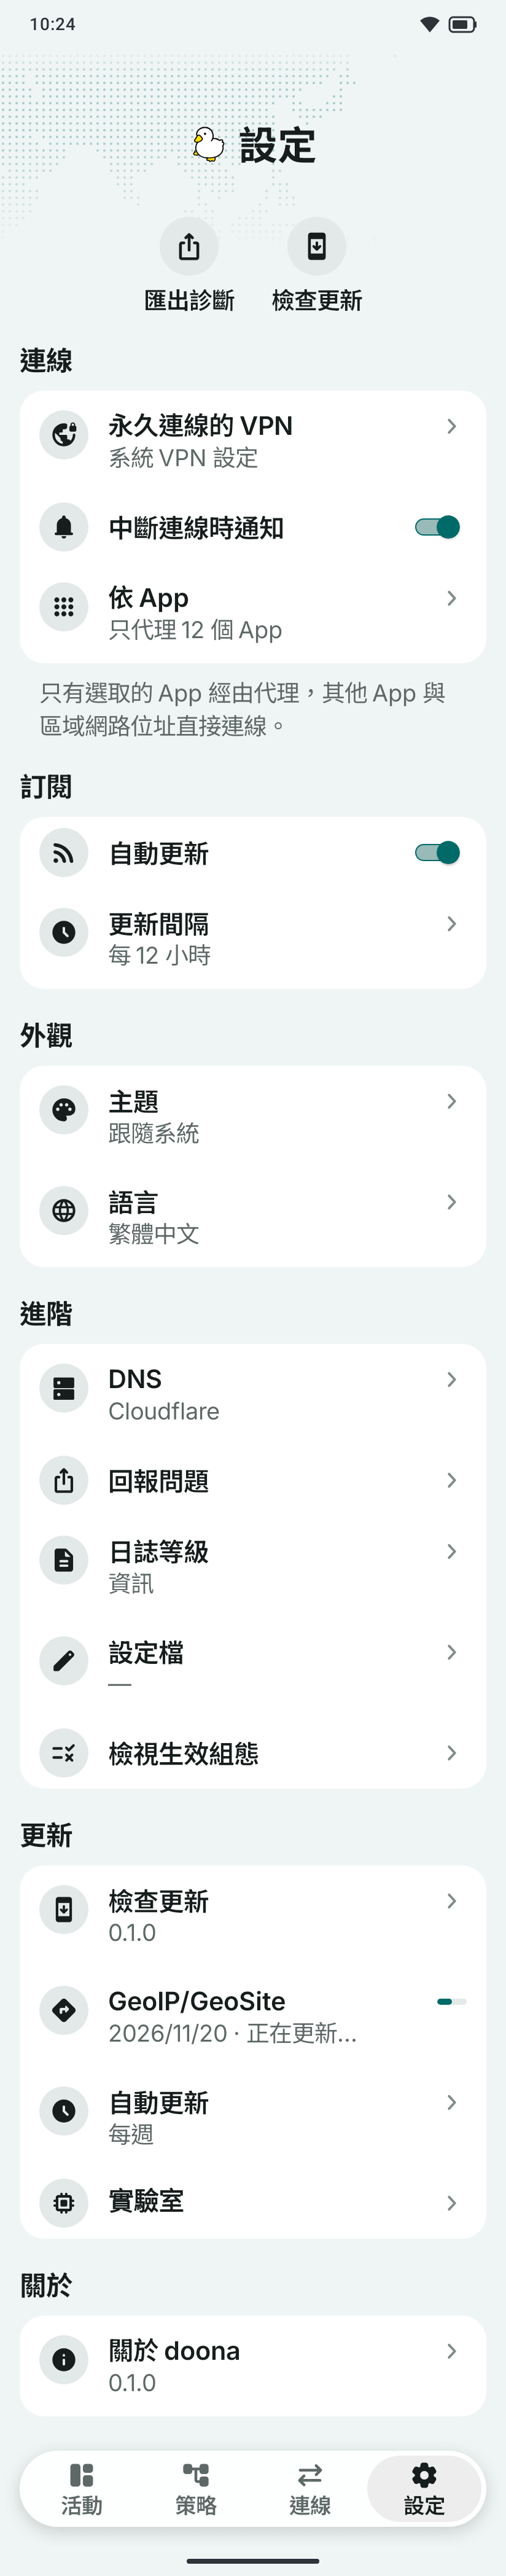 10:24
設定
匯出診斷
檢查更新
連線
永久連線的 VPN
系統 VPN 設定
中斷連線時通知
依 App
只代理 12 個 App
只有選取的 App 經由代理，其他 App 與
區域網路位址直接連線。
訂閱
自動更新
更新間隔
每 12 小時
外觀
主題
跟隨系統
語言
繁體中文
進階
DNS
Cloudflare
回報問題
日誌等級
資訊
設定檔
—
檢視生效組態
更新
檢查更新
0.1.0
GeoIP/GeoSite
2026/11/20 · 正在更新…
自動更新
每週
實驗室
關於
關於 doona
0.1.0
活動
策略
連線
設定